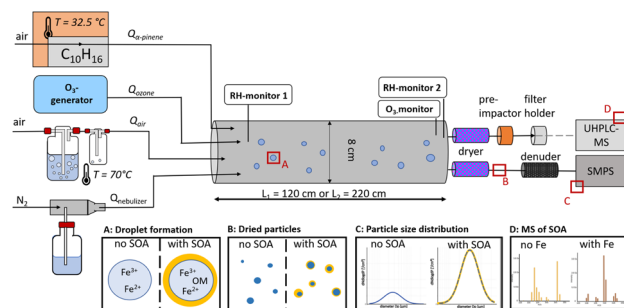 T = 32.5 °C
air
C10H16
Qα-pinene
O3-
generator
Qozone
air
Qair
T = 70°C
N2
Qnebulizer
RH-monitor 1
RH-monitor 2
O3,monitor
A
8 cm
L1 = 120 cm or L2 = 220 cm
pre-
impactor
filter
holder
dryer
denuder
B
D
UHPLC-
MS
SMPS
C
A: Droplet formation
no SOA
with SOA
Fe3+
Fe2+
Fe3+
OM
Fe2+
B: Dried particles
no SOA
with SOA
C: Particle size distribution
no SOA
with SOA
D: MS of SOA
no Fe
with Fe